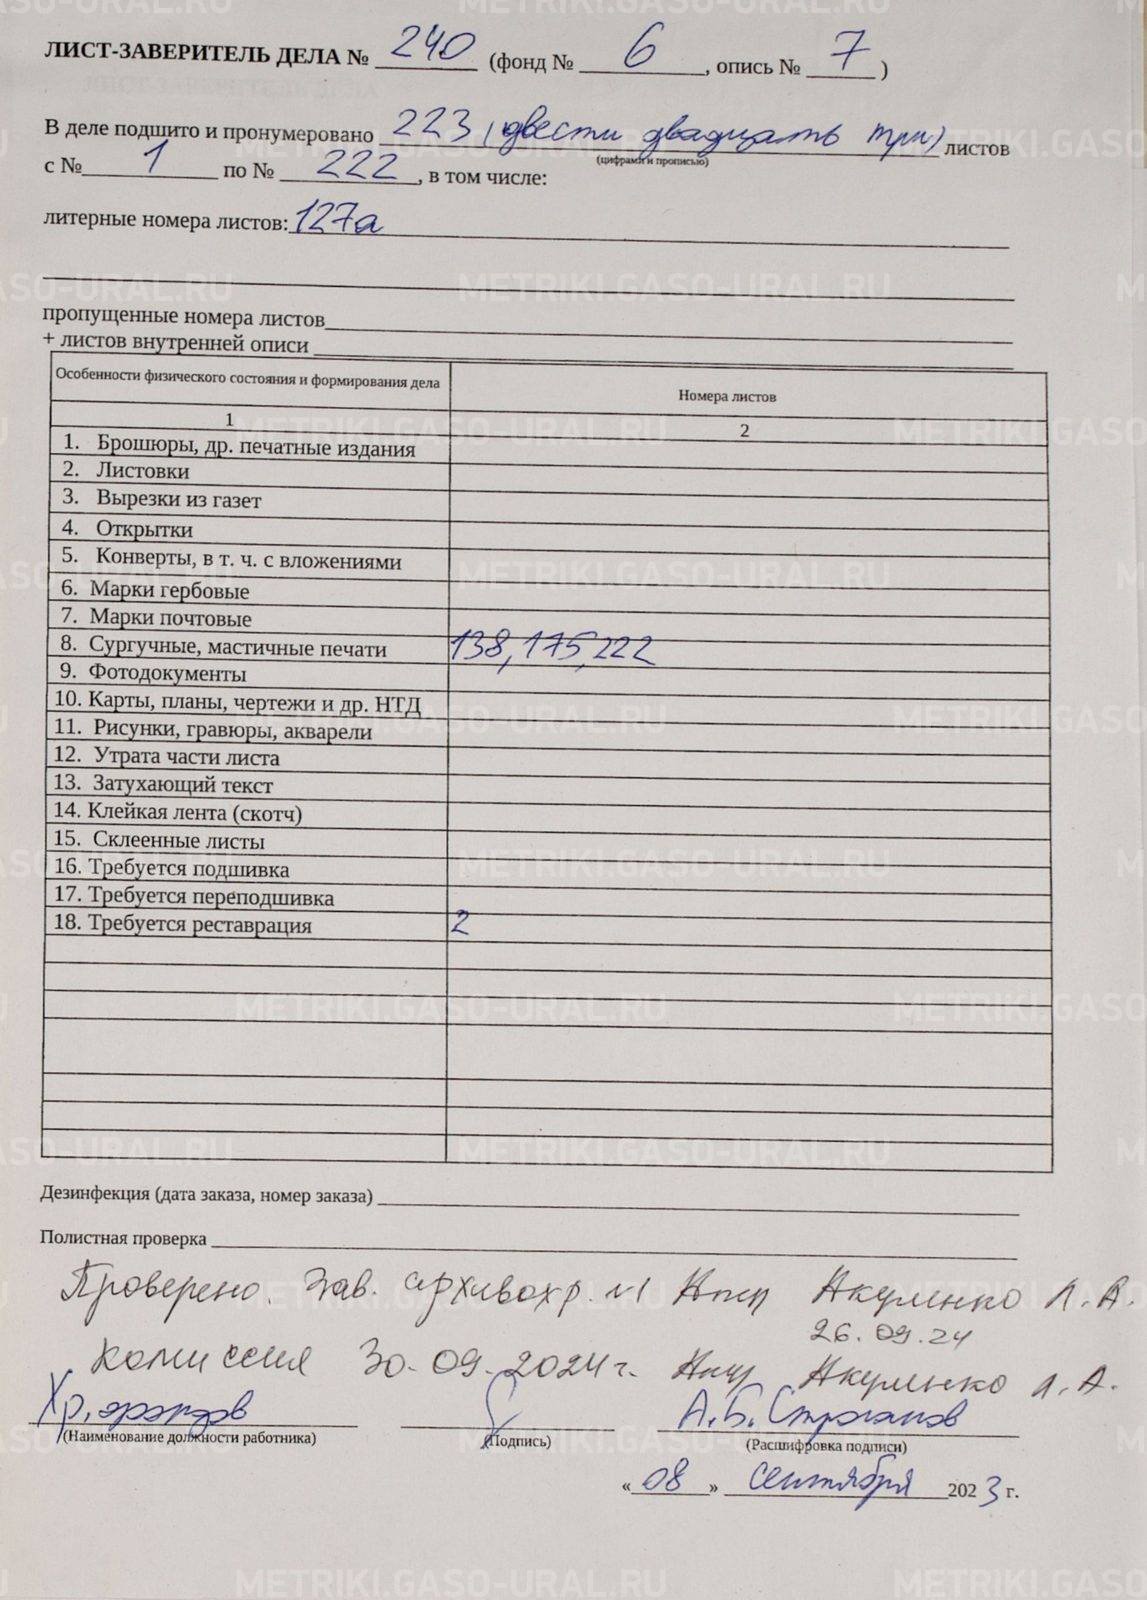 ЛИСТ-ЗАВЕРИТЕЛЬ ДЕЛА № 240 (фонд № 6, опись № 7)
В деле подшито и пронумеровано 223 (двести двадцать три) листов
(цифрами и прописью)
с № 1 по № 222, в том числе:
литерные номера листов: 127а
пропущенные номера листов
+ листов внутренней описи
Особенности физического состояния и формирования дела Номера листов
1 2
1. Брошюры, др. печатные издания
2. Листовки
3. Вырезки из газет
4. Открытки
5. Конверты, в т. ч. с вложениями
6. Марки гербовые
7. Марки почтовые
8. Сургучные, мастичные печати 138, 175, 222
9. Фотодокументы
10. Карты, планы, чертежи и др. НТД
11. Рисунки, гравюры, акварели
12. Утрата части листа
13. Затухающий текст
14. Клейкая лента (скотч)
15. Склеенные листы
16. Требуется подшивка
17. Требуется переподшивка
18. Требуется реставрация 2
Дезинфекция (дата заказа, номер заказа)
Полистная проверка
Проверено. Зав. архивохр. №1 Акуленко Л.А.
26.09.24
Комиссия 30.09.2024 г. Акуленко Л.А.
Хр. фондов А.Б. Строганов
(Наименование должности работника) (Подпись) (Расшифровка подписи)
«08» сентября 2023 г.
METRIKI.GASO-URAL.RU